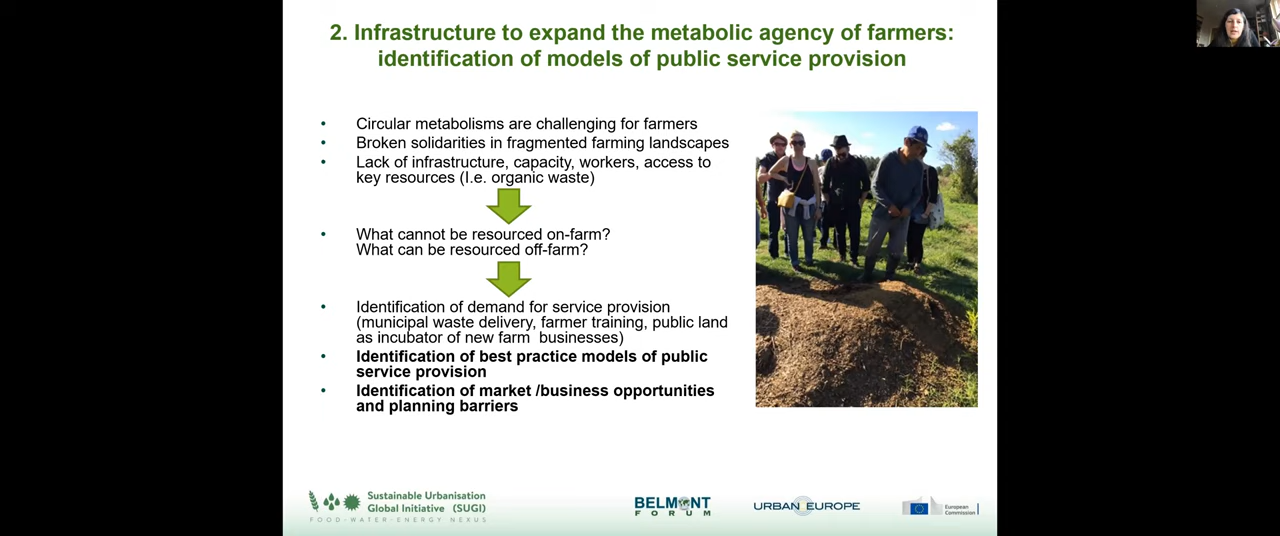 2. Infrastructure to expand the metabolic agency of farmers:
identification of models of public service provision
• Circular metabolisms are challenging for farmers
• Broken solidarities in fragmented farming landscapes
• Lack of infrastructure, capacity, workers, access to
key resources (I.e. organic waste)
• What cannot be resourced on-farm?
What can be resourced off-farm?
• Identification of demand for service provision
(municipal waste delivery, farmer training, public land
as incubator of new farm businesses)
• Identification of best practice models of public
service provision
• Identification of market /business opportunities
and planning barriers
Sustainable Urbanisation
Global Initiative (SUGI)
FOOD-WATER-ENERGY NEXUS
BELMONT
FORUM
URBAN EUROPE
European
Commission